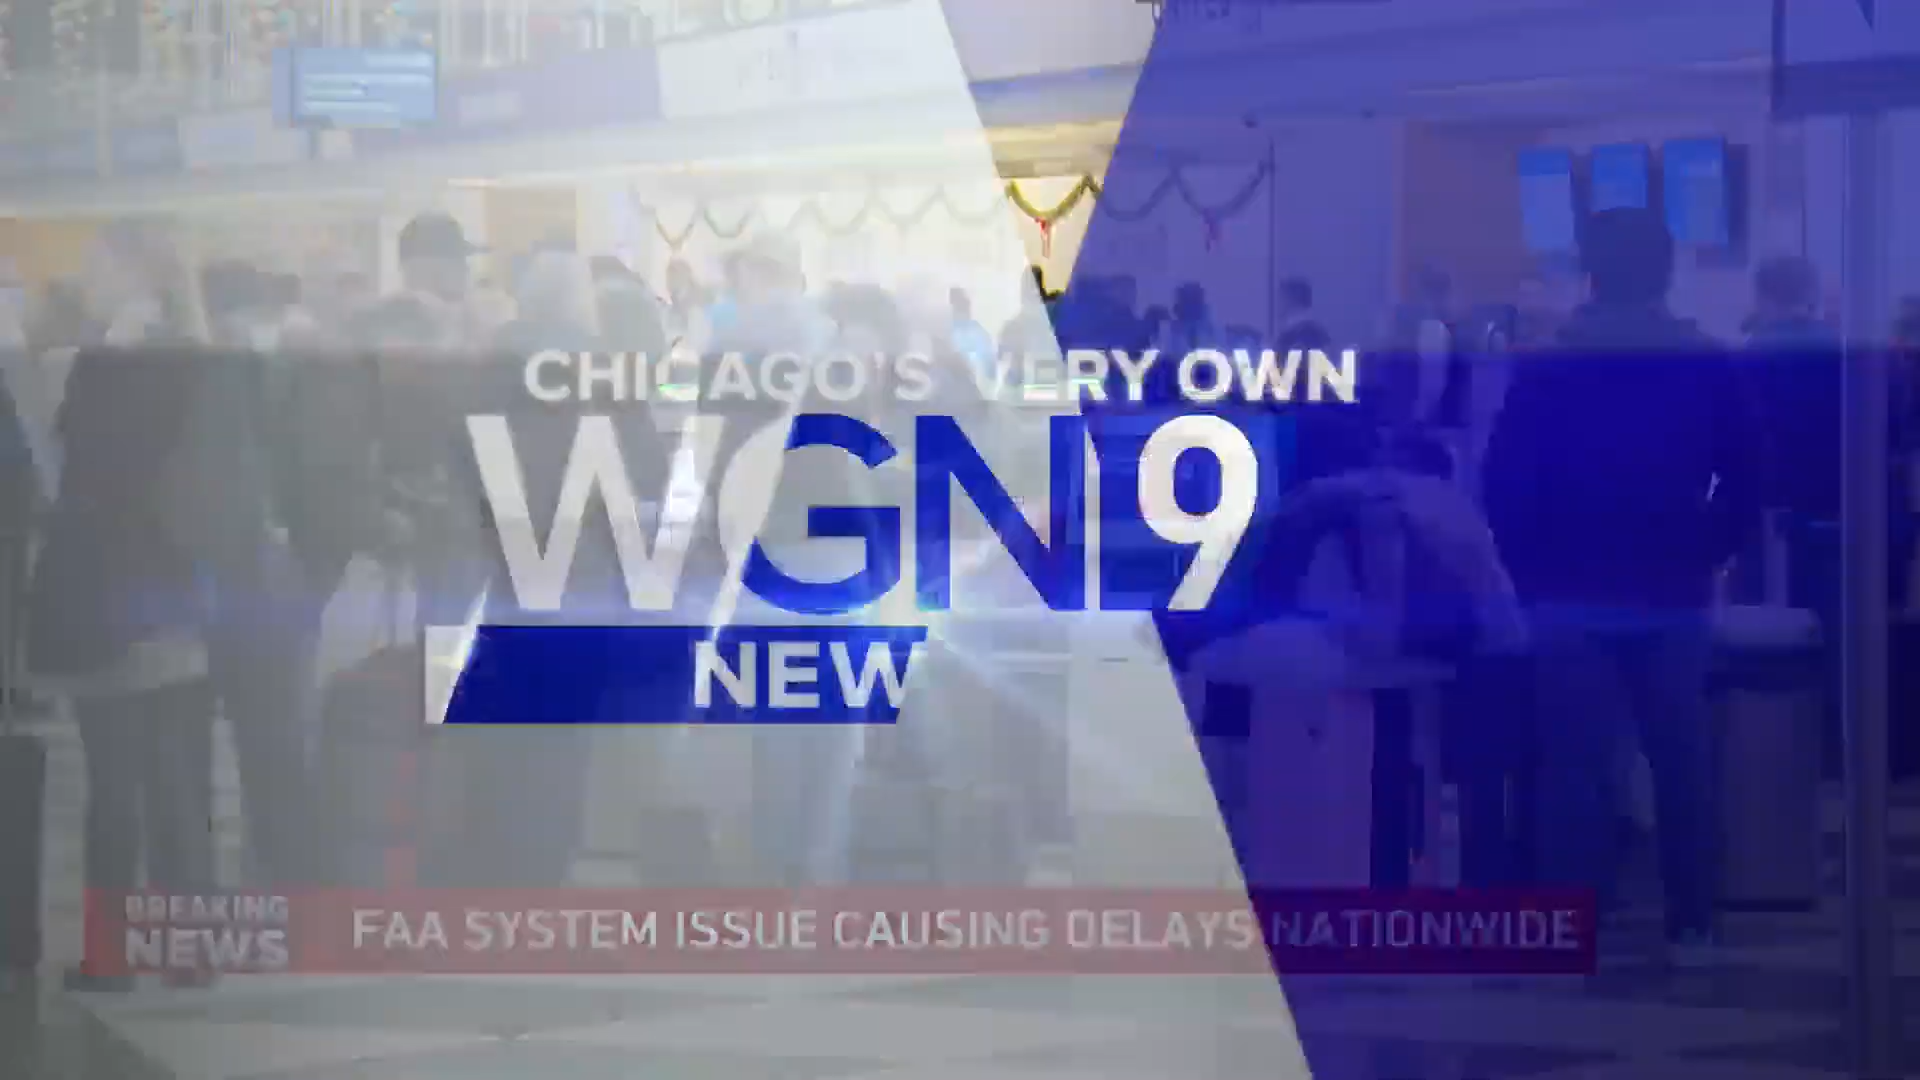 CHICAGO'S VERY OWN
WGN9
NEW
BREAKING
NEWS
FAA SYSTEM ISSUE CAUSING DELAYS NATIONWIDE